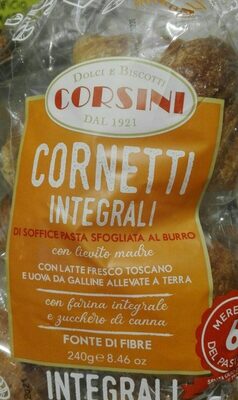 DOLCI E BISCOTTI
CORSINI
DAL 1921
CORNETTI
INTEGRALI
DI SOFFICE PASTA SFOGLIATA AL BURRO
con lievito madre
CON LATTE FRESCO TOSCANO
E UOVA DA GALLINE ALLEVATE A TERRA
con farina integrale
e zucchero di canna
FONTE DI FIBRE
240g e 8.46 oz
6
INTEGRALI